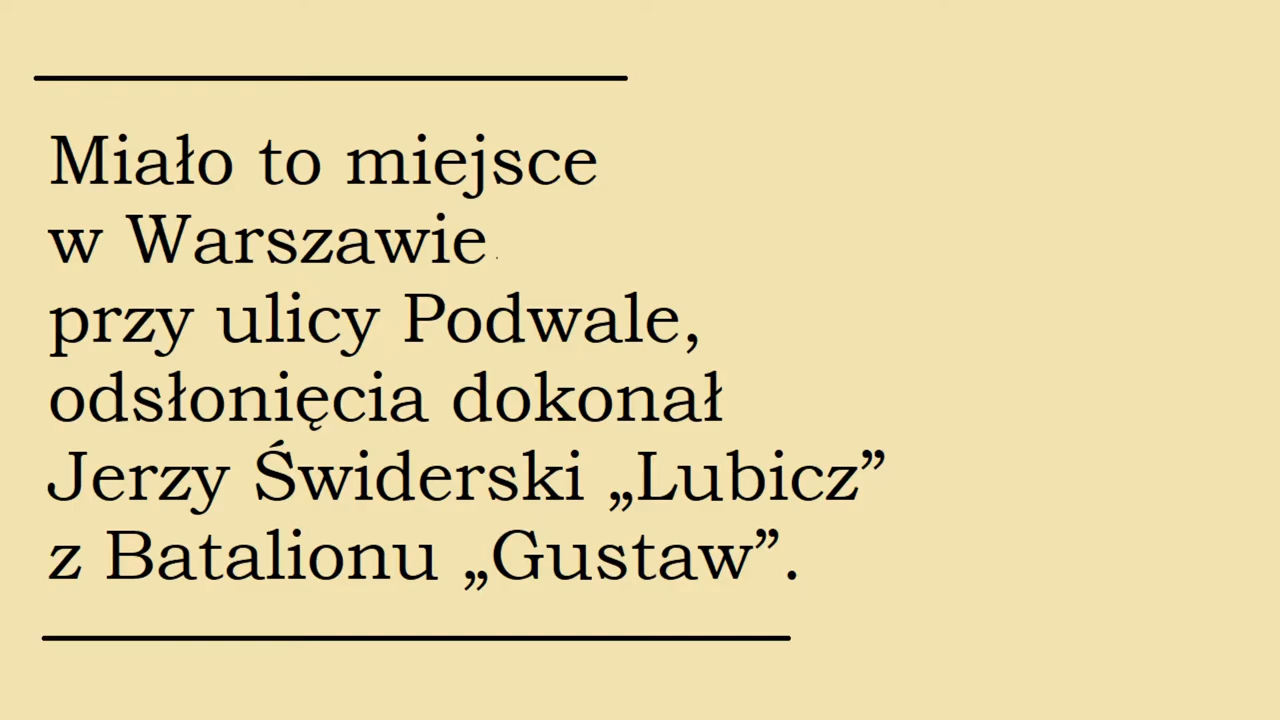 Miało to miejsce
w Warszawie
przy ulicy Podwale,
odsłonięcia dokonał
Jerzy Świderski „Lubicz”
z Batalionu „Gustaw”.